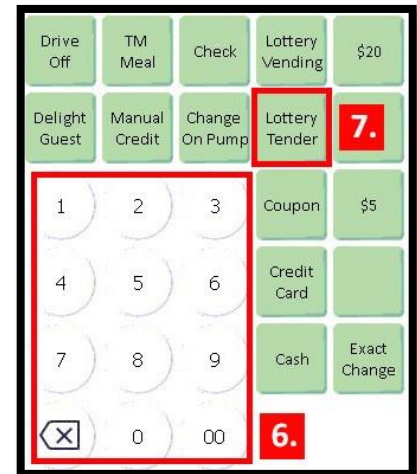 Drive TM Check Lottery $20
Off Meal Vending
Delight Manual Change Lottery 7.
Guest Credit On Pump Tender
1 2 3 Coupon $5
4 5 6 Credit
Card
7 8 9 Cash Exact
Change
0 00 6.